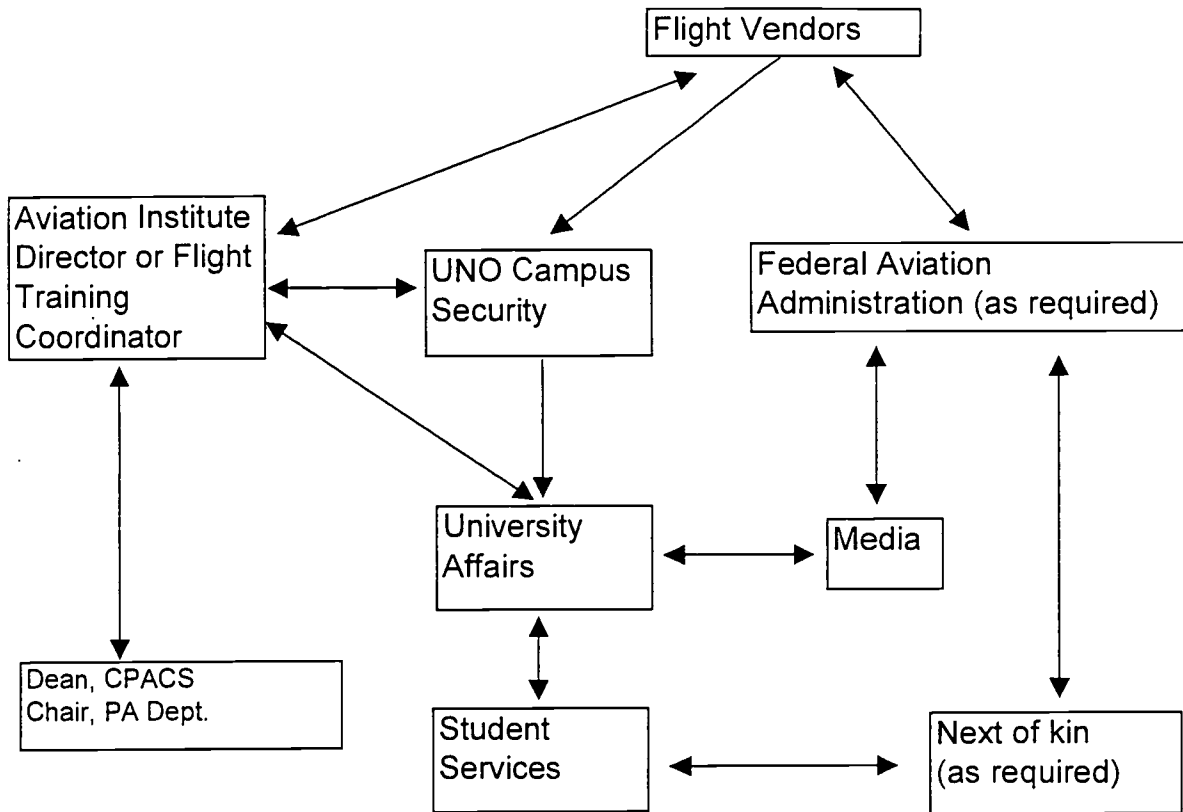 Flight Vendors
Aviation Institute
Director or Flight
Training
Coordinator
UNO Campus
Security
Federal Aviation
Administration (as required)
University
Affairs
Media
Dean, CPACS
Chair, PA Dept.
Student
Services
Next of kin
(as required)